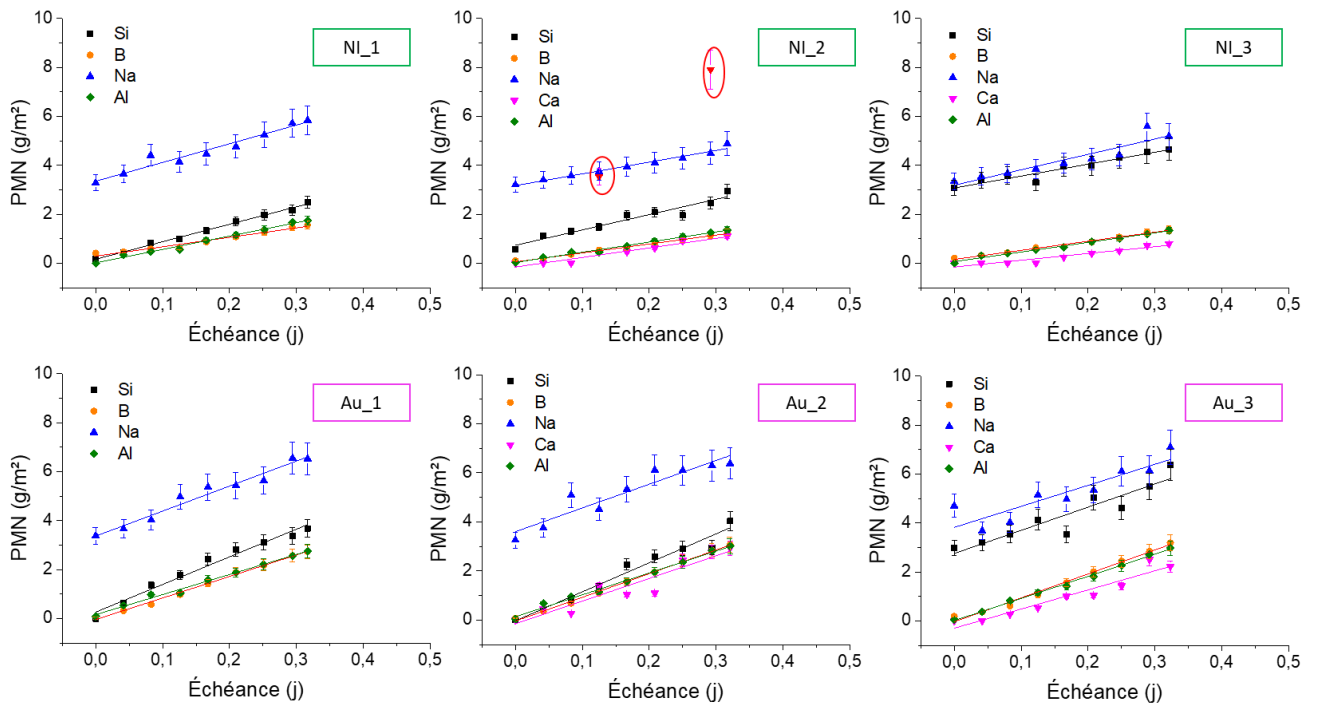 Si
B
Na
Al
NI_1
PMN (g/m²)
10
8
6
4
2
0
0,0 0,1 0,2 0,3 0,4 0,5
Échéance (j)
Si
B
Na
Ca
Al
NI_2
PMN (g/m²)
10
8
6
4
2
0
0,0 0,1 0,2 0,3 0,4 0,5
Échéance (j)
Si
B
Na
Ca
Al
NI_3
PMN (g/m²)
10
8
6
4
2
0
0,0 0,1 0,2 0,3 0,4 0,5
Échéance (j)
Si
B
Na
Al
Au_1
PMN (g/m²)
10
8
6
4
2
0
0,0 0,1 0,2 0,3 0,4 0,5
Échéance (j)
Si
B
Na
Ca
Al
Au_2
PMN (g/m²)
10
8
6
4
2
0
0,0 0,1 0,2 0,3 0,4 0,5
Échéance (j)
Si
B
Na
Ca
Al
Au_3
PMN (g/m²)
10
8
6
4
2
0
0,0 0,1 0,2 0,3 0,4 0,5
Échéance (j)